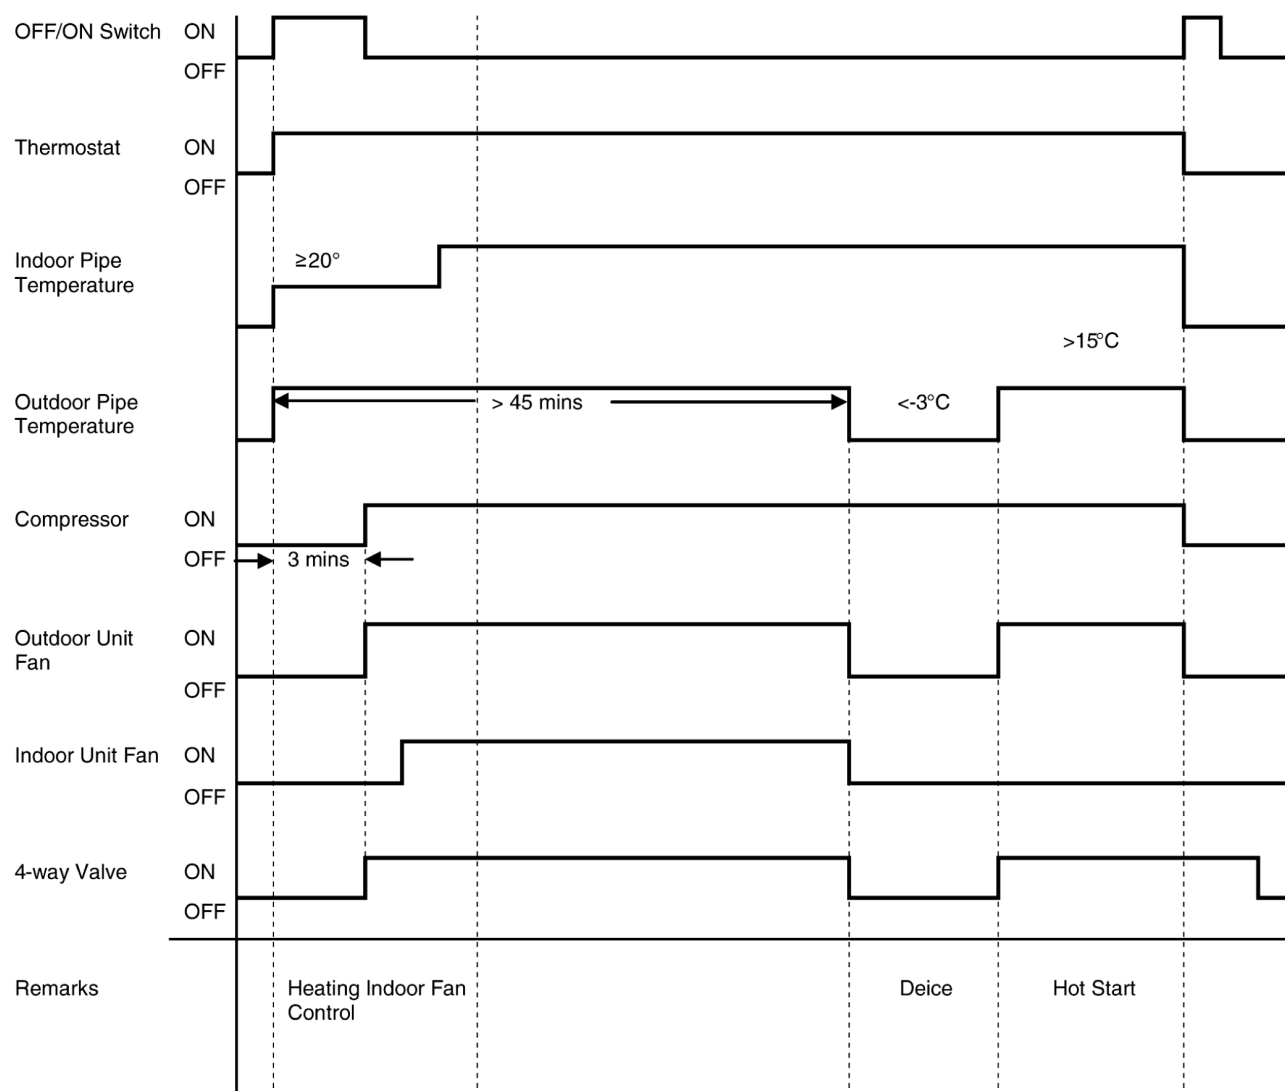 OFF/ON Switch ON
OFF
Thermostat ON
OFF
Indoor Pipe
Temperature
≥20°
>15°C
Outdoor Pipe
Temperature
> 45 mins
<-3°C
Compressor ON
OFF
3 mins
Outdoor Unit
Fan
ON
OFF
Indoor Unit Fan ON
OFF
4-way Valve ON
OFF
Remarks
Heating Indoor Fan
Control
Deice
Hot Start